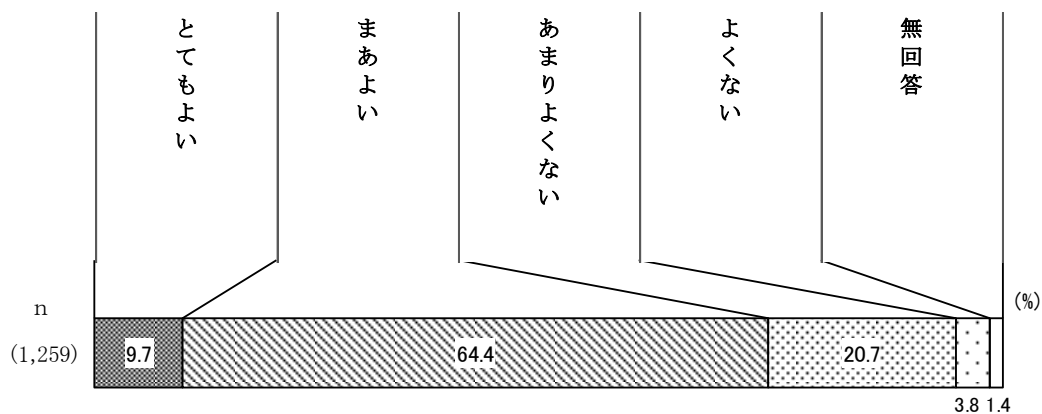 とてもよい
まあよい
あまりよくない
よくない
無回答
(%)
n
(1,259)
9.7
64.4
20.7
3.8
1.4